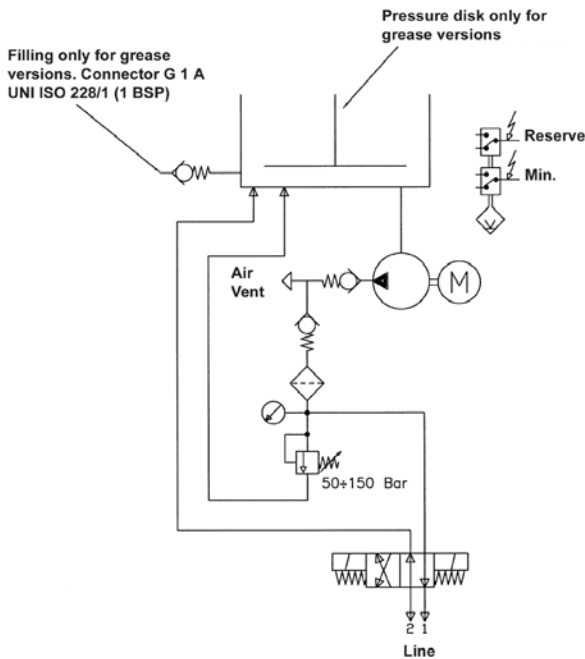 Pressure disk only for
grease versions
Filling only for grease
versions. Connector G 1 A
UNI ISO 228/1 (1 BSP)
Reserve
Min.
Air
Vent
M
50÷150 Bar
2 1
Line